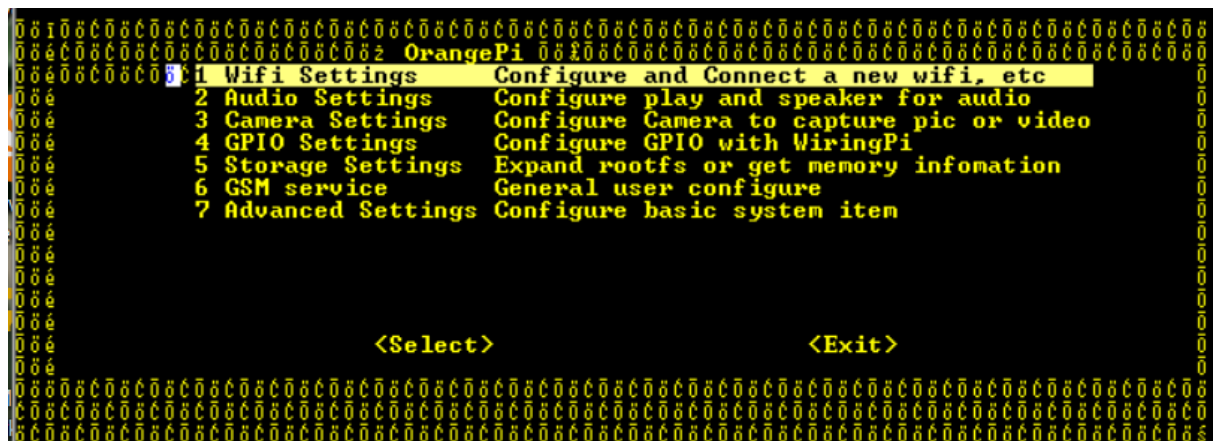 OrangePi
1 Wifi Settings Configure and Connect a new wifi, etc
2 Audio Settings Configure play and speaker for audio
3 Camera Settings Configure Camera to capture pic or video
4 GPIO Settings Configure GPIO with WiringPi
5 Storage Settings Expand rootfs or get memory infomation
6 GSM service General user configure
7 Advanced Settings Configure basic system item
<Select> <Exit>